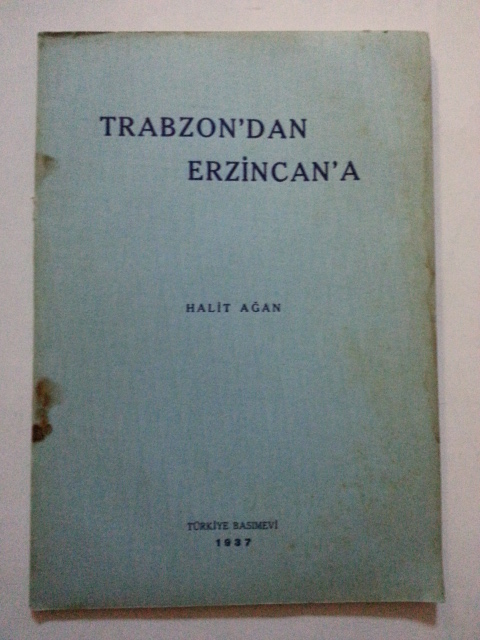 TRABZON'DAN
ERZİNCAN'A
HALİT AĞAN
TÜRKİYE BASIMEVİ
1937